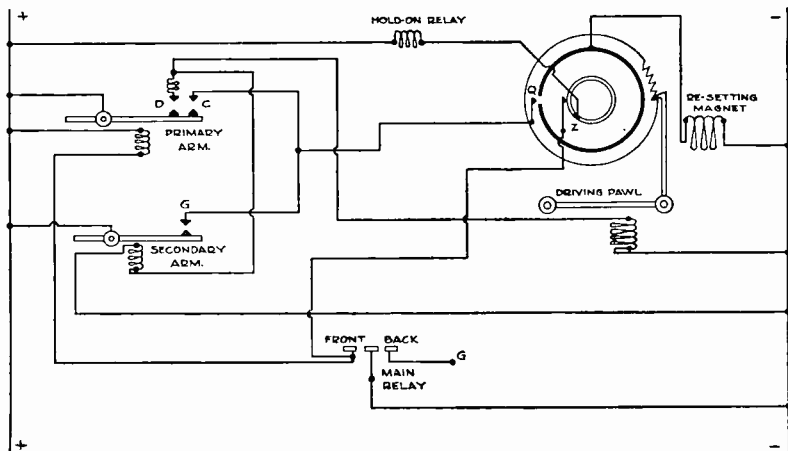 +
HOLD-ON RELAY
−
RE-SETTING
MAGNET
D C
Q
Z
PRIMARY
ARM.
DRIVING PAWL
G
SECONDARY
ARM.
FRONT BACK
G
MAIN
RELAY
+
−